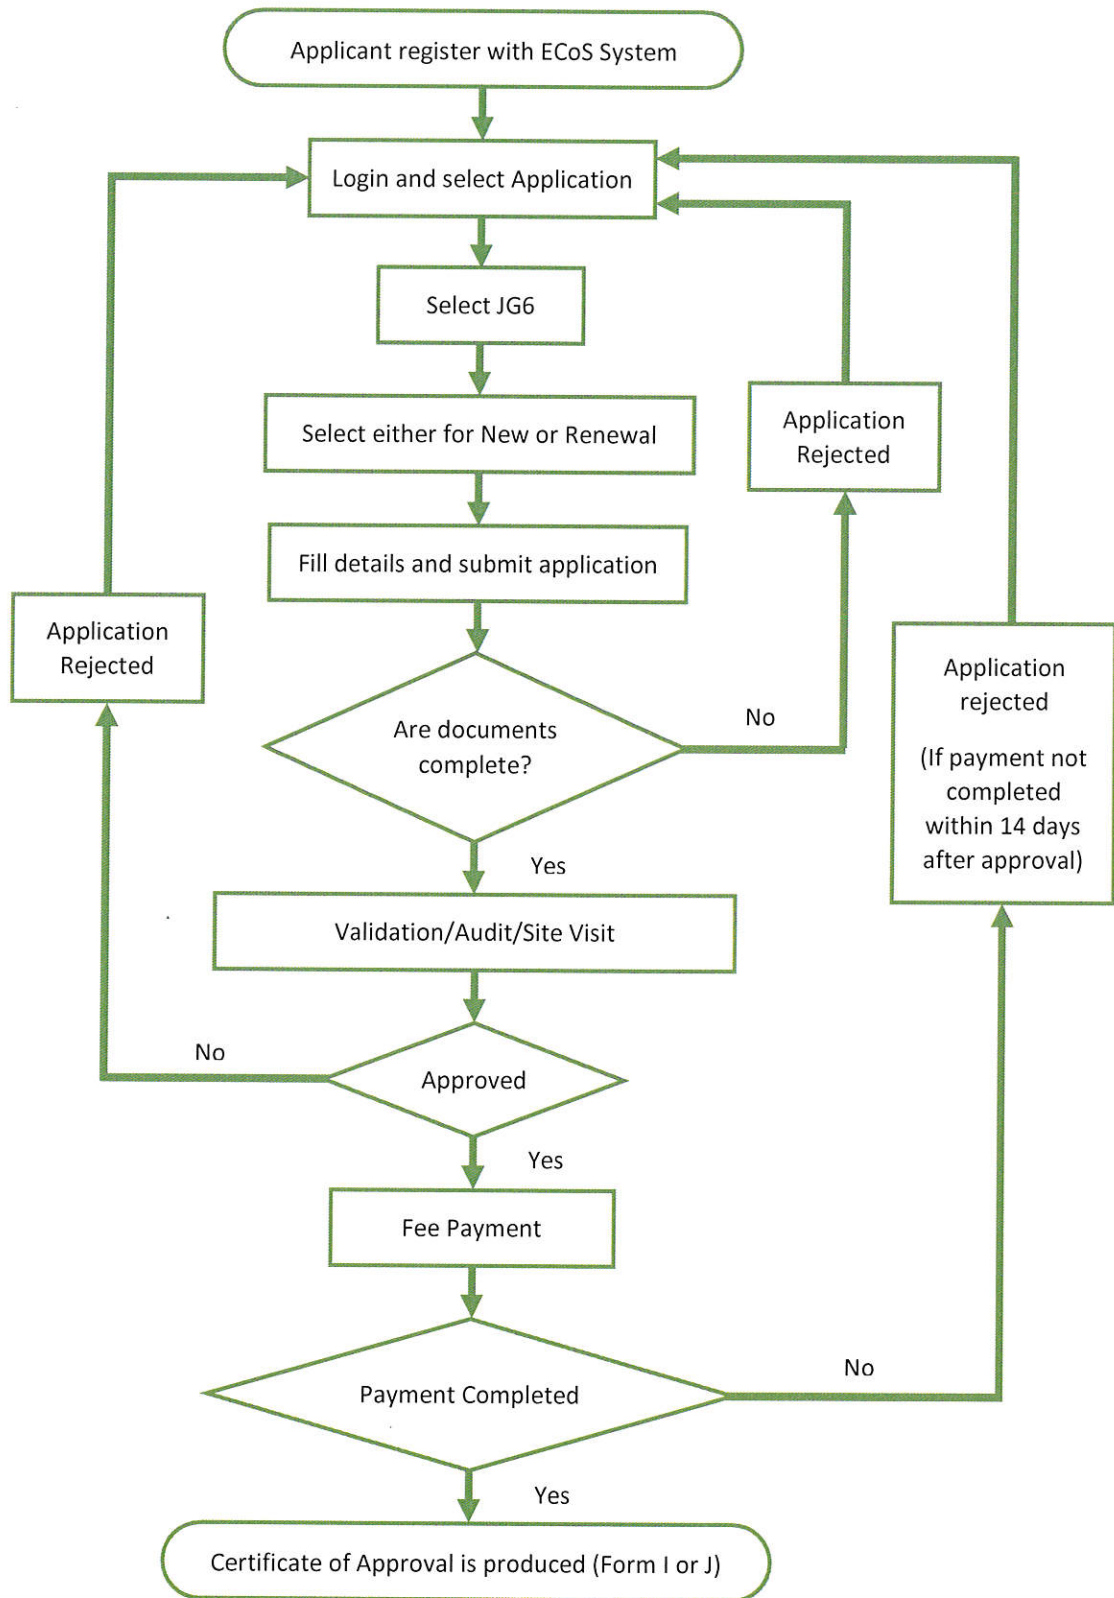 Applicant register with ECoS System
Login and select Application
Select JG6
Select either for New or Renewal
Application
Rejected
Fill details and submit application
Application
Rejected
Application
rejected
(If payment not
completed
within 14 days
after approval)
Are documents
complete?
No
Yes
Validation/Audit/Site Visit
No
Approved
Yes
Fee Payment
No
Payment Completed
Yes
Certificate of Approval is produced (Form I or J)